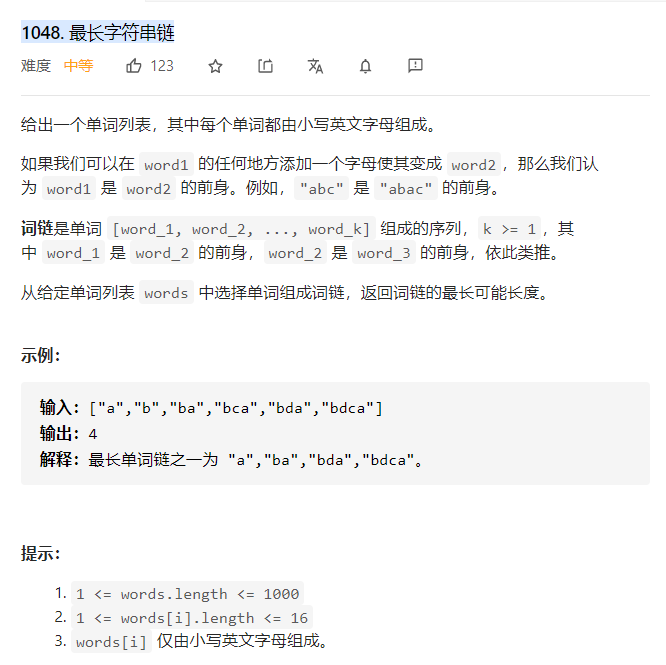 1048. 最长字符串链
难度 中等 123
给出一个单词列表，其中每个单词都由小写英文字母组成。
如果我们可以在 word1 的任何地方添加一个字母使其变成 word2，那么我们认
为 word1 是 word2 的前身。例如，"abc" 是 "abac" 的前身。
词链是单词 [word_1, word_2, ..., word_k] 组成的序列，k >= 1，其
中 word_1 是 word_2 的前身，word_2 是 word_3 的前身，依此类推。
从给定单词列表 words 中选择单词组成词链，返回词链的最长可能长度。
示例：
输入：["a","b","ba","bca","bda","bdca"]
输出：4
解释：最长单词链之一为 "a","ba","bda","bdca"。
提示：
1. 1 <= words.length <= 1000
2. 1 <= words[i].length <= 16
3. words[i] 仅由小写英文字母组成。